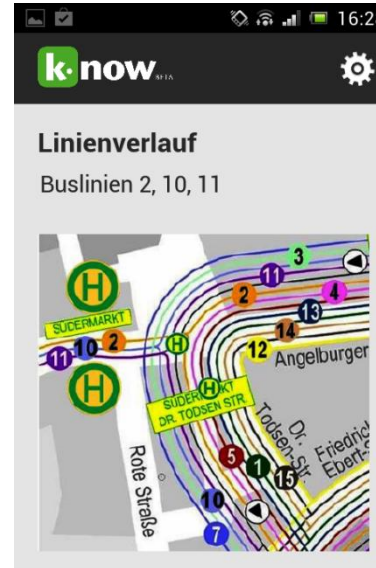 16:2
k·now BETA
Linienverlauf
Buslinien 2, 10, 11
3
11
2
4
13
14
12
Angelburger
H
SÜDERMARKT
11 10 2
H
H
H
SÜDERMARKT
DR. TODSEN STR.
Dr.
Todsen-Str.
Friedrich
Ebert-S
Rote Straße
5
1
15
10
7